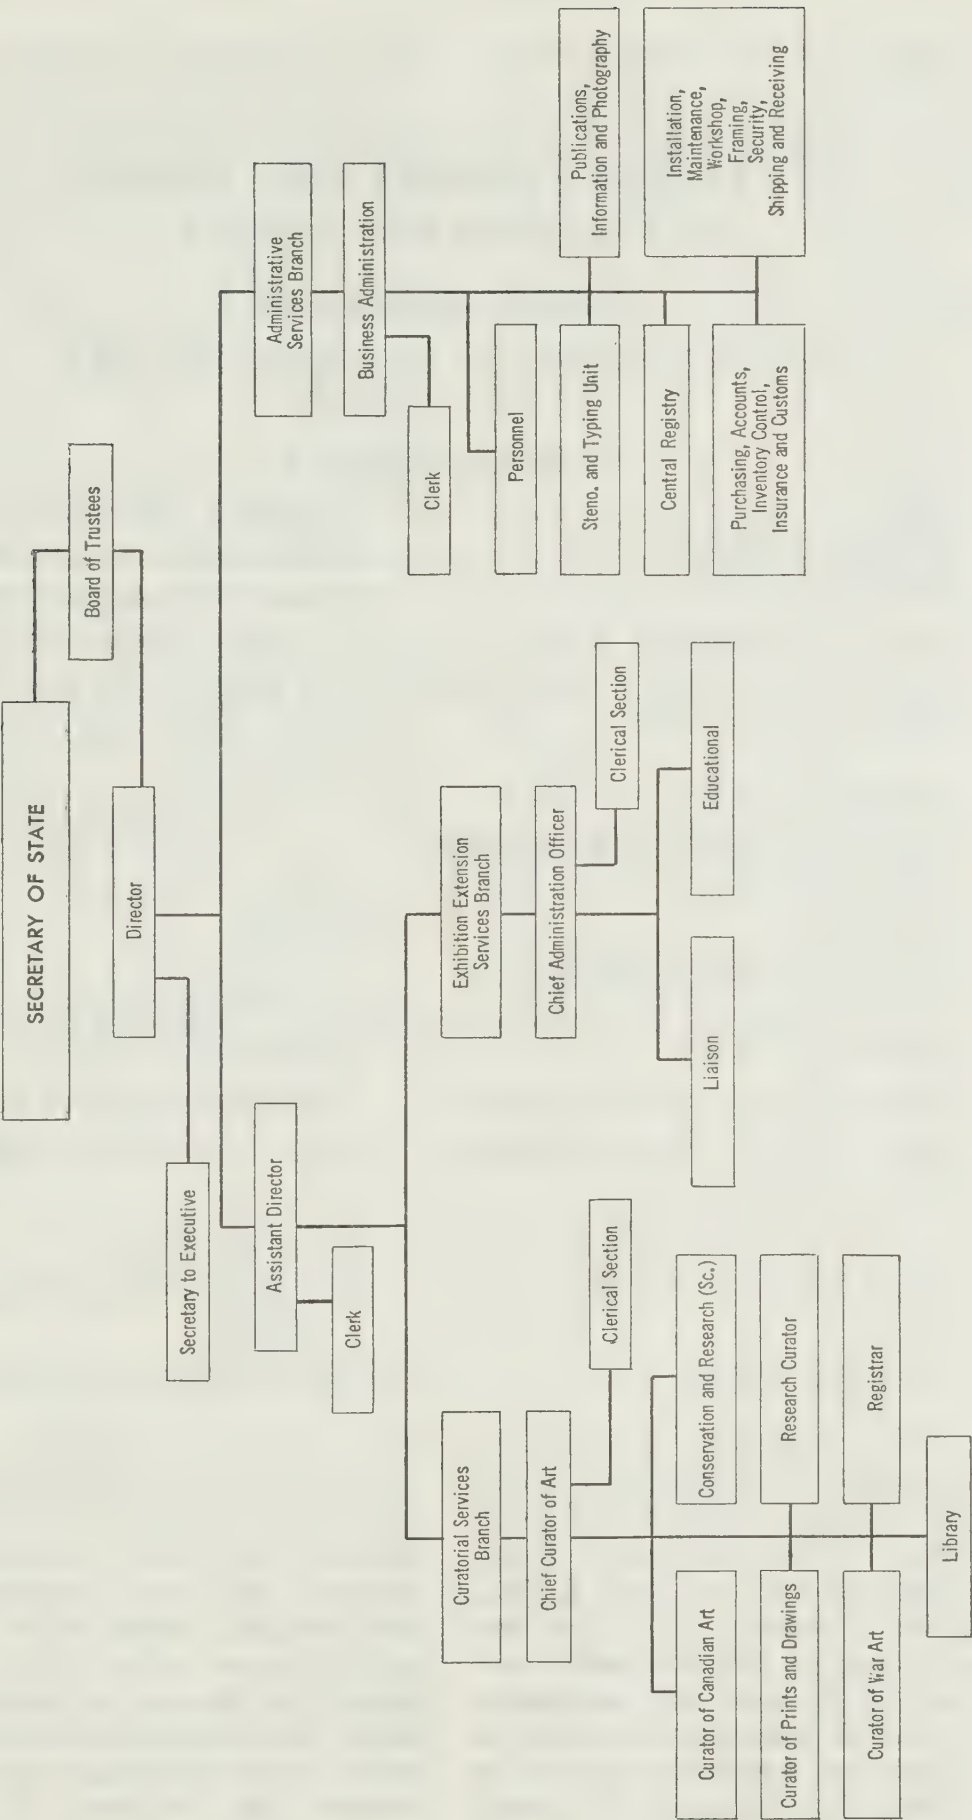 SECRETARY OF STATE
Board of Trustees
Director
Secretary to Executive
Assistant Director
Clerk
Administrative
Services Branch
Business Administration
Clerk
Personnel
Publications,
Information and Photography
Steno. and Typing Unit
Central Registry
Installation,
Maintenance,
Workshop,
Framing,
Security,
Shipping and Receiving
Purchasing, Accounts,
Inventory Control,
Insurance and Customs
Curatorial Services
Branch
Chief Curator of Art
Clerical Section
Exhibition Extension
Services Branch
Chief Administration Officer
Clerical Section
Liaison
Educational
Curator of Canadian Art
Conservation and Research (Sc.)
Curator of Prints and Drawings
Research Curator
Curator of War Art
Registrar
Library